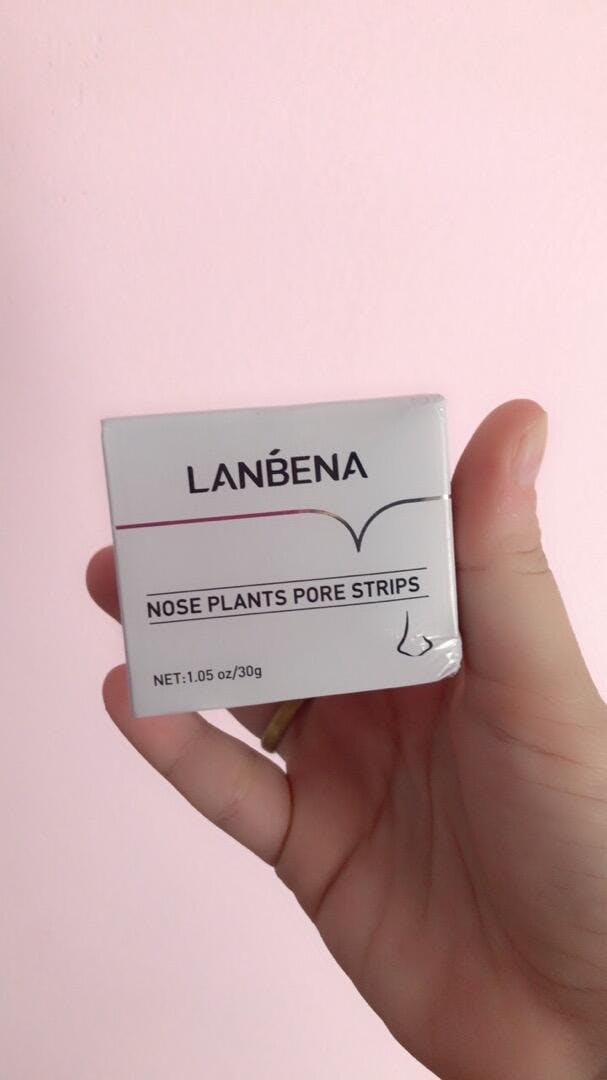 LANBENA
NOSE PLANTS PORE STRIPS
NET:1.05 oz/30g